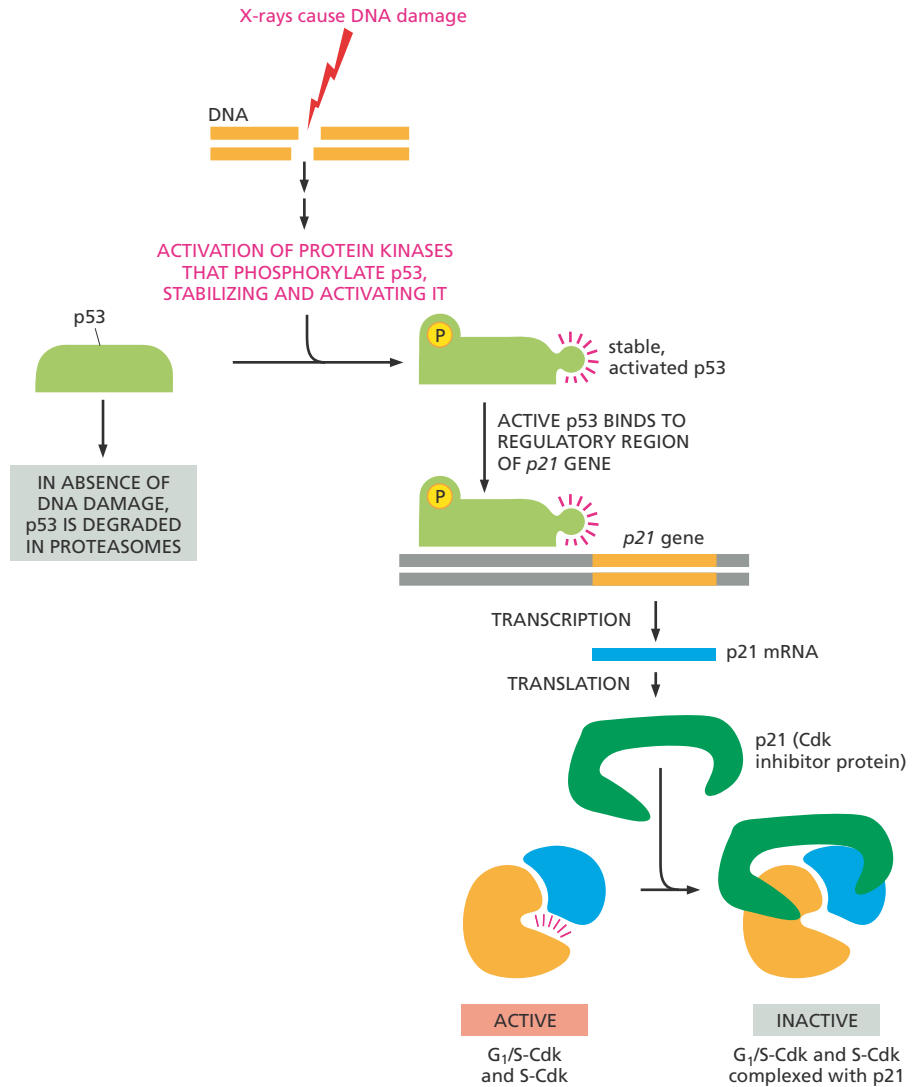 X-rays cause DNA damage
DNA
ACTIVATION OF PROTEIN KINASES
THAT PHOSPHORYLATE p53,
STABILIZING AND ACTIVATING IT
p53
P
stable,
activated p53
ACTIVE p53 BINDS TO
REGULATORY REGION
OF p21 GENE
IN ABSENCE OF
DNA DAMAGE,
p53 IS DEGRADED
IN PROTEASOMES
P
p21 gene
TRANSCRIPTION
p21 mRNA
TRANSLATION
p21 (Cdk
inhibitor protein)
ACTIVE
G₁/S-Cdk
and S-Cdk
INACTIVE
G₁/S-Cdk and S-Cdk
complexed with p21